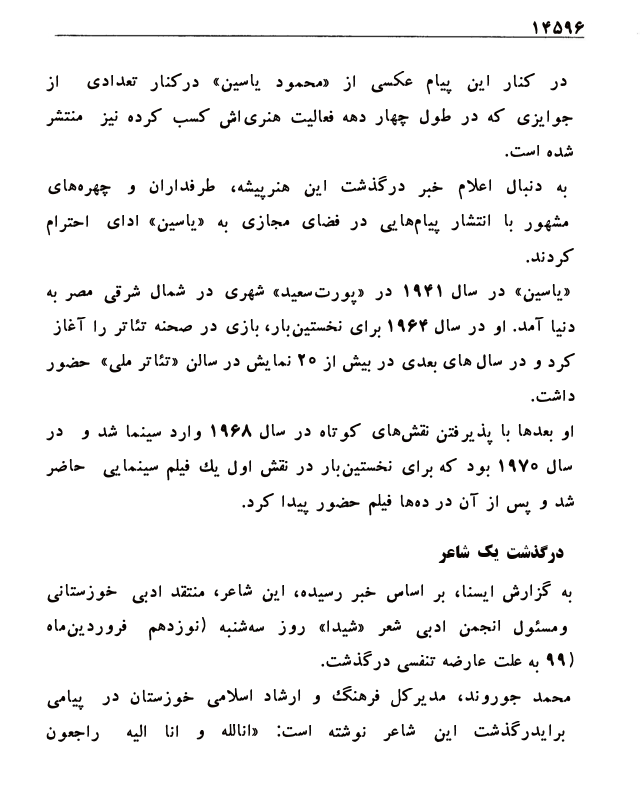 ۱۴۵۹۶
در کنار این پیام عکسی از «محمود یاسین» درکنار تعدادی از
جوایزی که در طول چهار دهه فعالیت هنری‌اش کسب کرده نیز منتشر
شده است.
به دنبال اعلام خبر درگذشت این هنرپیشه، طرفداران و چهره‌های
مشهور با انتشار پیام‌هایی در فضای مجازی به «یاسین» ادای احترام
کردند.
«یاسین» در سال ۱۹۴۱ در «پورت‌سعید» شهری در شمال شرقی مصر به
دنیا آمد. او در سال ۱۹۶۴ برای نخستین‌بار، بازی در صحنه تئاتر را آغاز
کرد و در سال های بعدی در بیش از ۲۰ نمایش در سالن «تئاتر ملی» حضور
داشت.
او بعدها با پذیرفتن نقش‌های کوتاه در سال ۱۹۶۸ وارد سینما شد و در
سال ۱۹۷۰ بود که برای نخستین‌بار در نقش اول یك فیلم سینمایی حاضر
شد و پس از آن در ده‌ها فیلم حضور پیدا کرد.
درگذشت یک شاعر
به گزارش ایسنا، بر اساس خبر رسیده، این شاعر، منتقد ادبی خوزستانی
ومسئول انجمن ادبی شعر «شیدا» روز سه‌شنبه (نوزدهم فروردین‌ماه
۹۹) به علت عارضه تنفسی درگذشت.
محمد جوروند، مدیرکل فرهنگ و ارشاد اسلامی خوزستان در پیامی
برایدرگذشت این شاعر نوشته است: «انالله و انا الیه راجعون